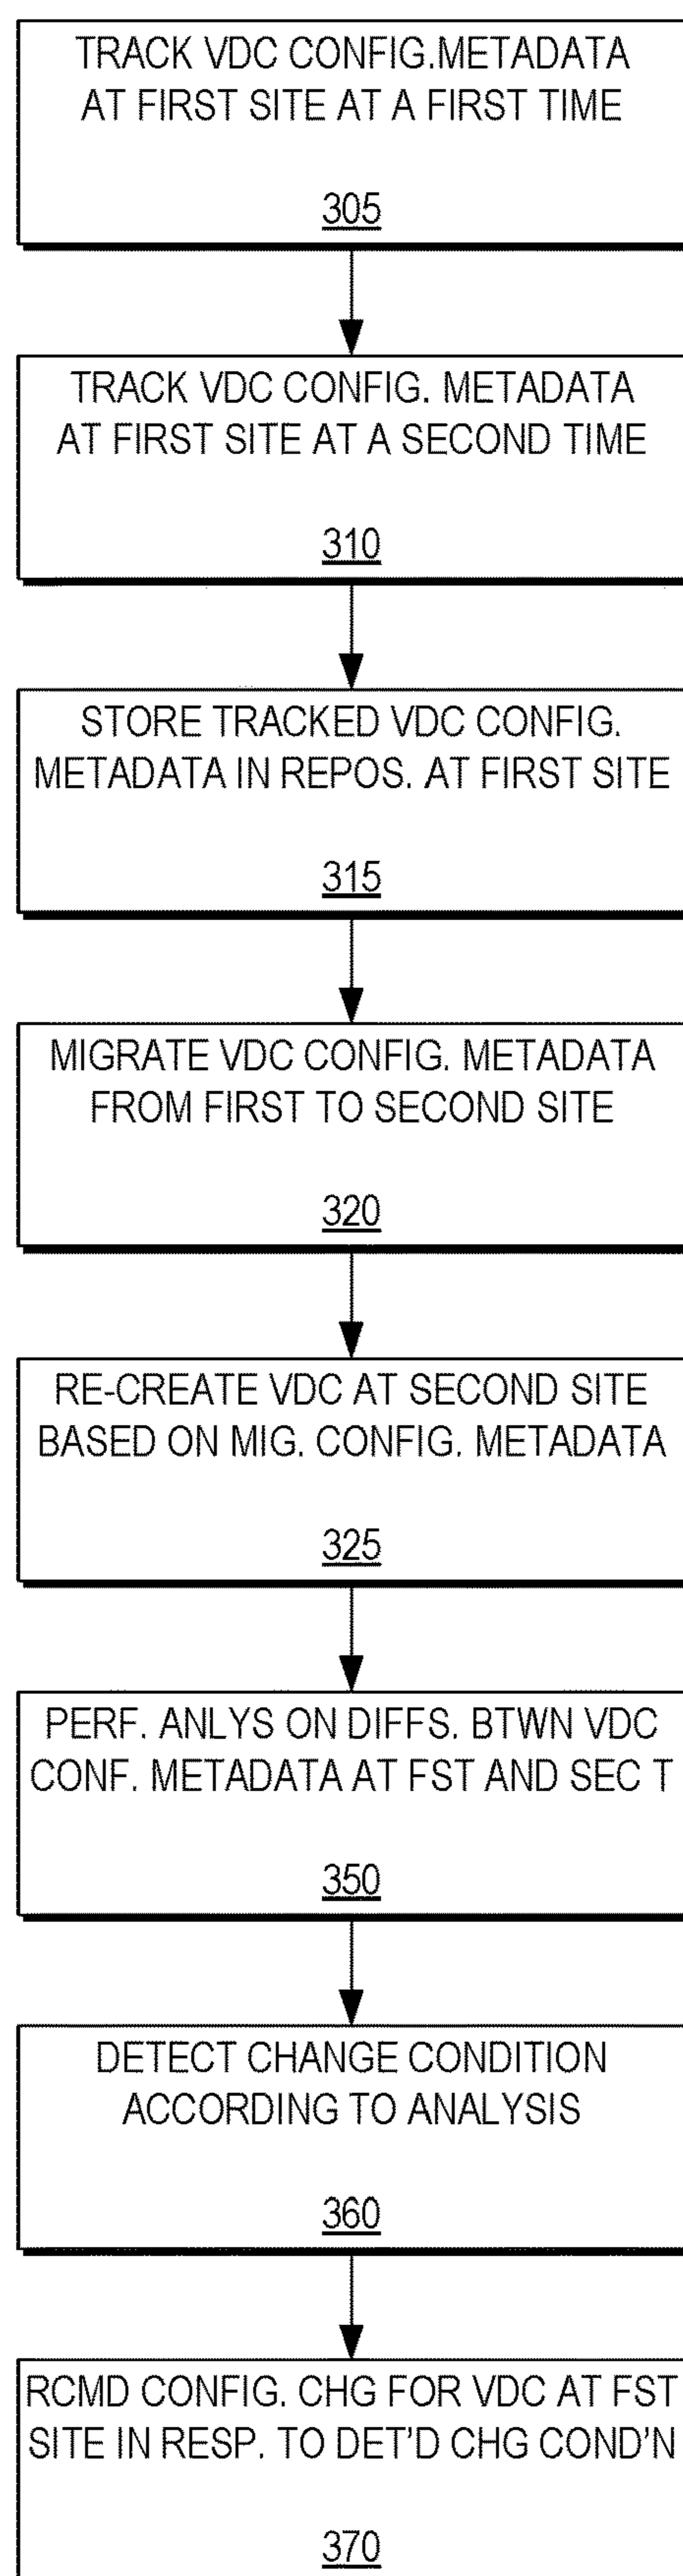 TRACK VDC CONFIG.METADATA
AT FIRST SITE AT A FIRST TIME
305
TRACK VDC CONFIG. METADATA
AT FIRST SITE AT A SECOND TIME
310
STORE TRACKED VDC CONFIG.
METADATA IN REPOS. AT FIRST SITE
315
MIGRATE VDC CONFIG. METADATA
FROM FIRST TO SECOND SITE
320
RE-CREATE VDC AT SECOND SITE
BASED ON MIG. CONFIG. METADATA
325
PERF. ANLYS ON DIFFS. BTWN VDC
CONF. METADATA AT FST AND SEC T
350
DETECT CHANGE CONDITION
ACCORDING TO ANALYSIS
360
RCMD CONFIG. CHG FOR VDC AT FST
SITE IN RESP. TO DET'D CHG COND'N
370